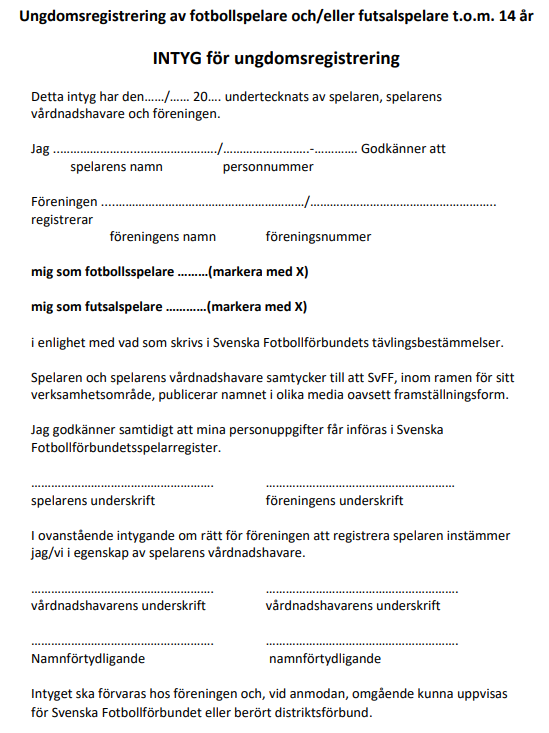 Ungdomsregistrering av fotbollspelare och/eller futsalspelare t.o.m. 14 år
INTYG för ungdomsregistrering
Detta intyg har den……/…… 20…. undertecknats av spelaren, spelarens
vårdnadshavare och föreningen.
Jag ………………………………………../……………………..-…………. Godkänner att
spelarens namn personnummer
Föreningen …………………………………………………/……………………………………………..
registrerar
föreningens namn föreningsnummer
mig som fotbollsspelare ………(markera med X)
mig som futsalspelare …………(markera med X)
i enlighet med vad som skrivs i Svenska Fotbollförbundets tävlingsbestämmelser.
Spelaren och spelarens vårdnadshavare samtycker till att SvFF, inom ramen för sitt
verksamhetsområde, publicerar namnet i olika media oavsett framställningsform.
Jag godkänner samtidigt att mina personuppgifter får införas i Svenska
Fotbollförbundetsspelarregister.
………………………………………………. …………………………………………………
spelarens underskrift föreningens underskrift
I ovanstående intygande om rätt för föreningen att registrera spelaren instämmer
jag/vi i egenskap av spelarens vårdnadshavare.
………………………………………………. ………………………………………………….
vårdnadshavarens underskrift vårdnadshavarens underskrift
………………………………………………. ………………………………………………….
Namnförtydligande namnförtydligande
Intyget ska förvaras hos föreningen och, vid anmodan, omgående kunna uppvisas
för Svenska Fotbollförbundet eller berört distriktsförbund.